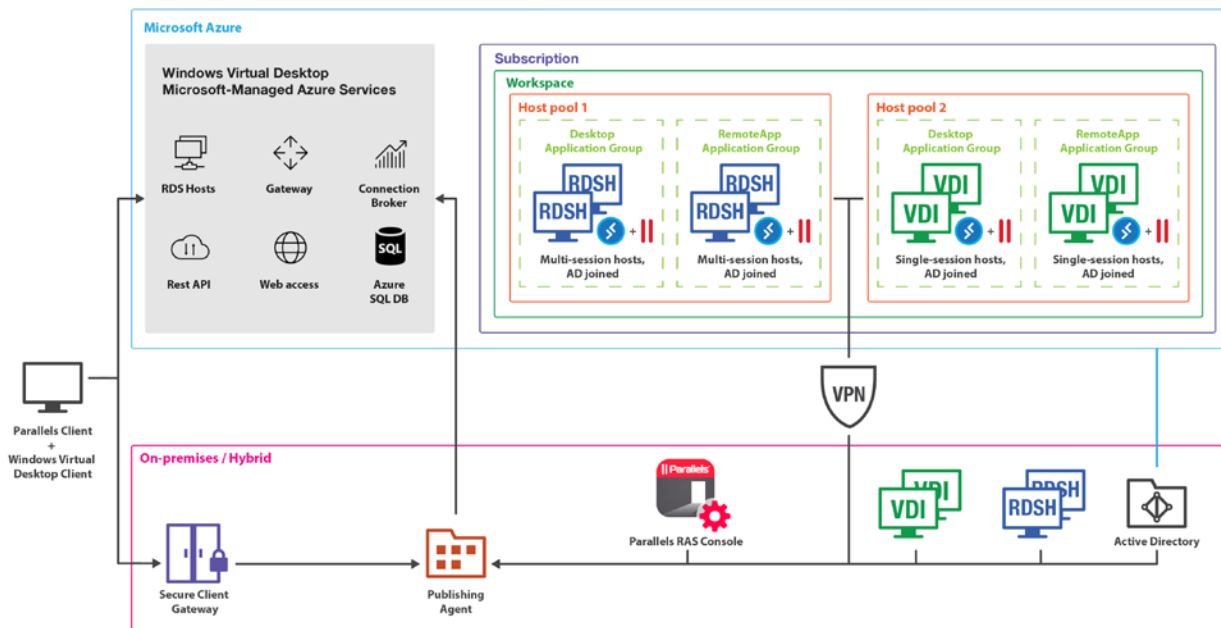 Microsoft Azure
Windows Virtual Desktop
Microsoft-Managed Azure Services
RDS Hosts
Gateway
Connection
Broker
Rest API
Web access
SQL
Azure
SQL DB
Subscription
Workspace
Host pool 1
Desktop
Application Group
RDSH
RDSH
Multi-session hosts,
AD joined
RemoteApp
Application Group
RDSH
RDSH
Multi-session hosts,
AD joined
Host pool 2
Desktop
Application Group
VDI
VDI
Single-session hosts,
AD joined
RemoteApp
Application Group
VDI
VDI
Single-session hosts,
AD joined
VPN
Parallels Client
+
Windows Virtual
Desktop Client
On-premises / Hybrid
Secure Client
Gateway
Publishing
Agent
Parallels
Parallels RAS Console
VDI
VDI
RDSH
RDSH
Active Directory